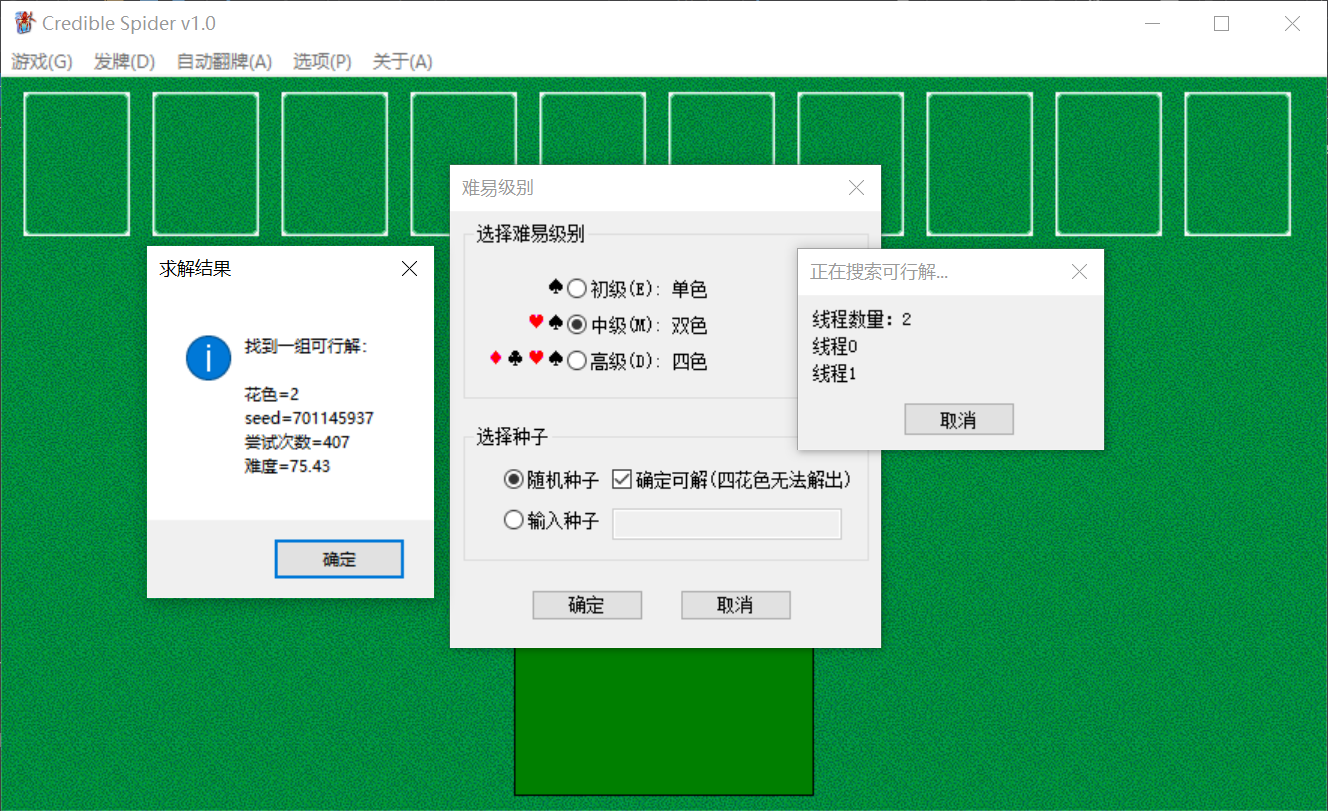 Credible Spider v1.0
游戏(G) 发牌(D) 自动翻牌(A) 选项(P) 关于(A)
求解结果
找到一组可行解：
花色=2
seed=701145937
尝试次数=407
难度=75.43
确定
难易级别
选择难易级别
初级(E): 单色
中级(M): 双色
高级(D): 四色
选择种子
随机种子 确定可解(四花色无法解出)
输入种子
确定 取消
正在搜索可行解...
线程数量：2
线程0
线程1
取消